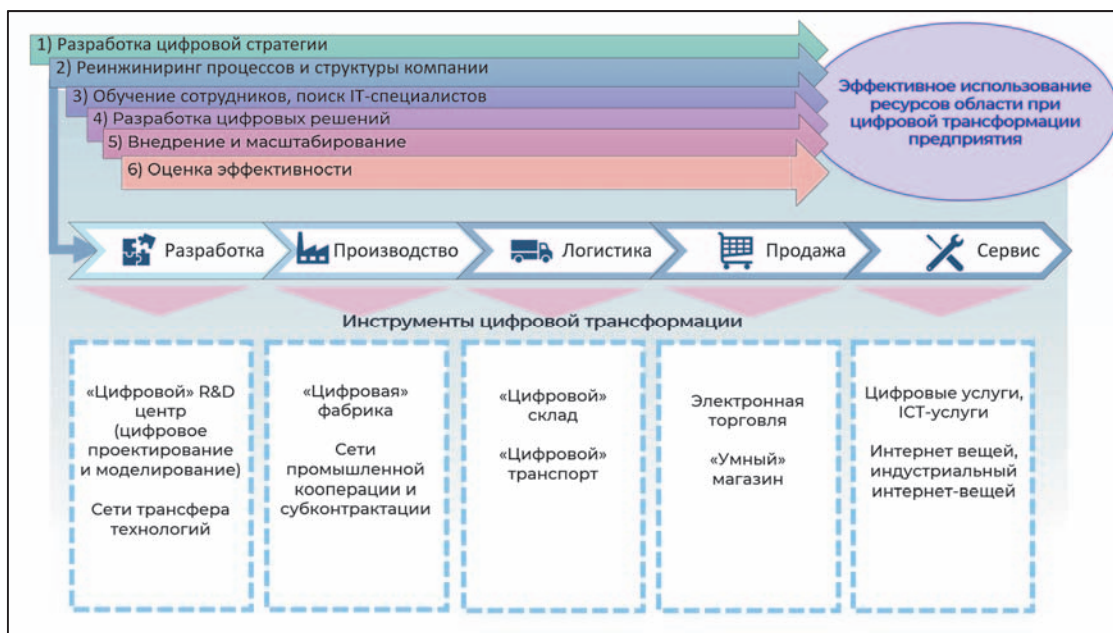 1) Разработка цифровой стратегии
2) Реинжиниринг процессов и структуры компании
3) Обучение сотрудников, поиск IT-специалистов
4) Разработка цифровых решений
5) Внедрение и масштабирование
6) Оценка эффективности
Эффективное использование
ресурсов области при
цифровой трансформации
предприятия
Разработка
Производство
Логистика
Продажа
Сервис
Инструменты цифровой трансформации
«Цифровой» R&D
центр
(цифровое
проектирование
и моделирование)
Сети трансфера
технологий
«Цифровая»
фабрика
Сети
промышленной
кооперации и
субконтрактации
«Цифровой»
склад
«Цифровой»
транспорт
Электронная
торговля
«Умный»
магазин
Цифровые услуги,
ICT-услуги
Интернет вещей,
индустриальный
интернет-вещей